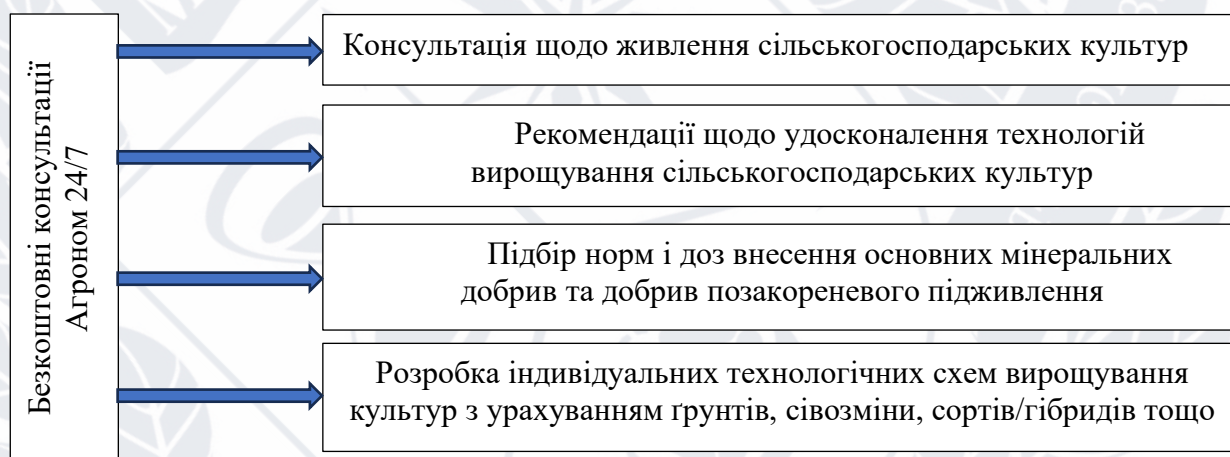 Безкоштовні консультації
Агроном 24/7
Консультація щодо живлення сільськогосподарських культур
Рекомендації щодо удосконалення технологій
вирощування сільськогосподарських культур
Підбір норм і доз внесення основних мінеральних
добрив та добрив позакореневого підживлення
Розробка індивідуальних технологічних схем вирощування
культур з урахуванням ґрунтів, сівозміни, сортів/гібридів тощо